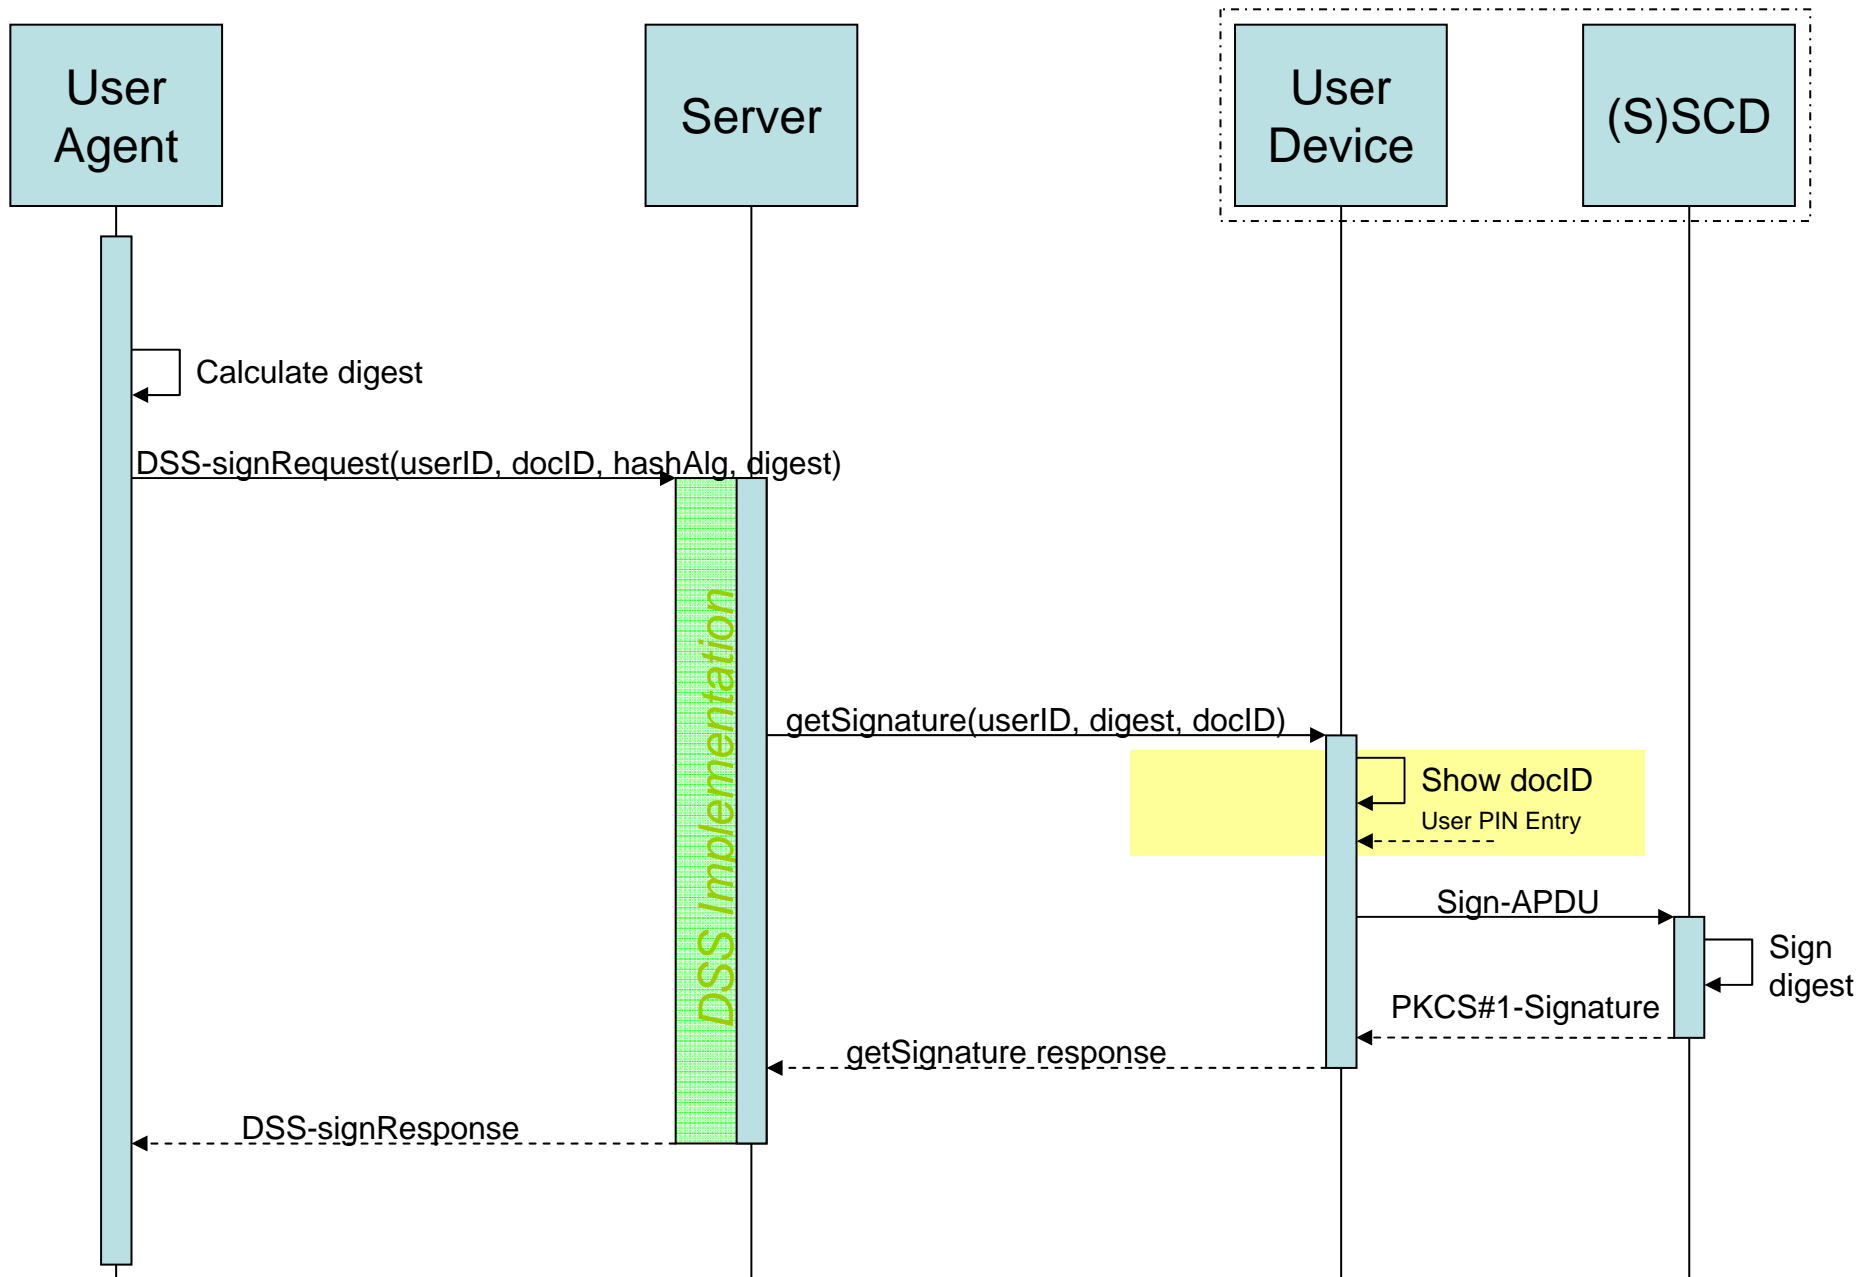 User
Agent
Server
User
Device
(S)SCD
Calculate digest
DSS-signRequest(userID, docID, hashAlg, digest)
DSS Implementation
getSignature(userID, digest, docID)
Show docID
User PIN Entry
Sign-APDU
Sign
digest
PKCS#1-Signature
getSignature response
DSS-signResponse